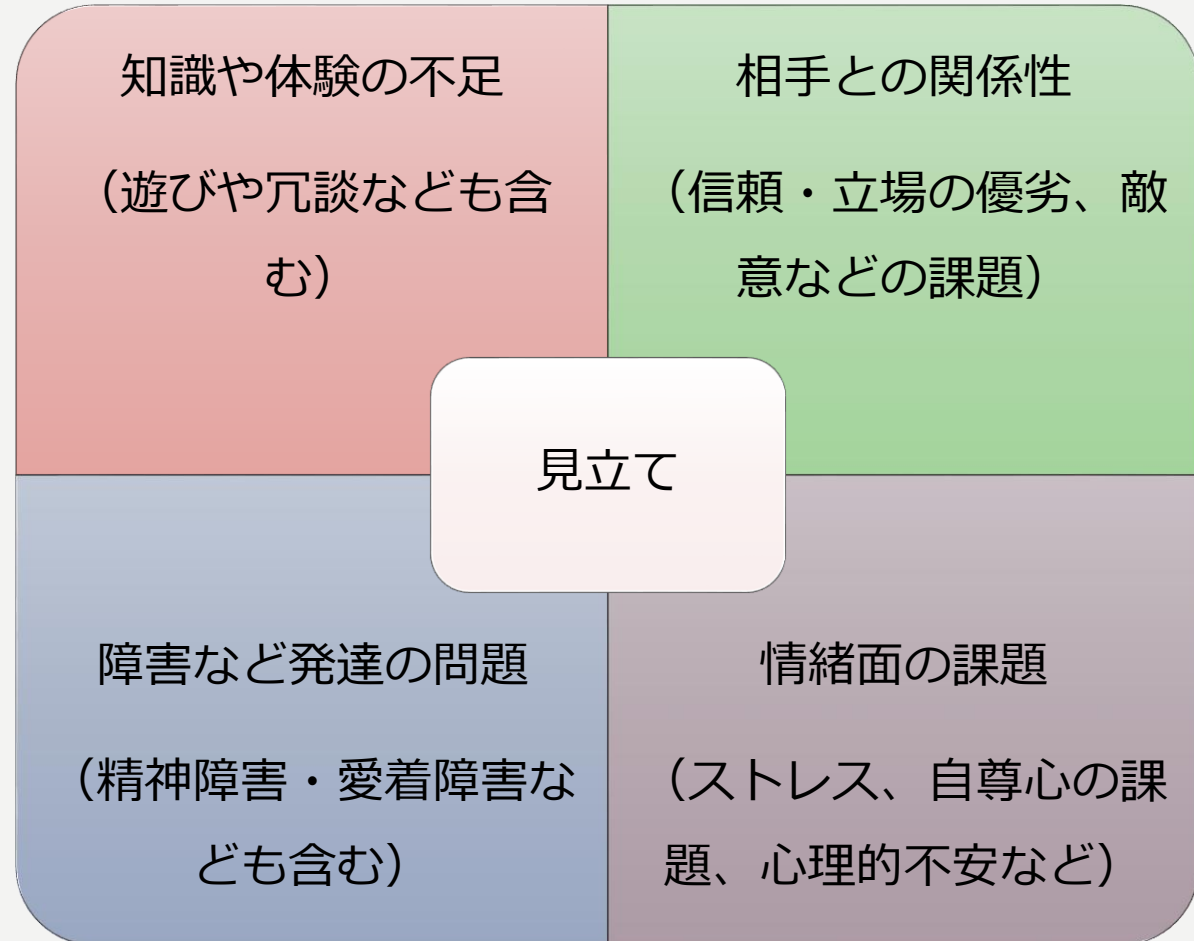 知識や体験の不足
（遊びや冗談なども含
む）
相手との関係性
（信頼・立場の優劣、敵
意などの課題）
見立て
障害など発達の問題
（精神障害・愛着障害な
ども含む）
情緒面の課題
（ストレス、自尊心の課
題、心理的不安など）